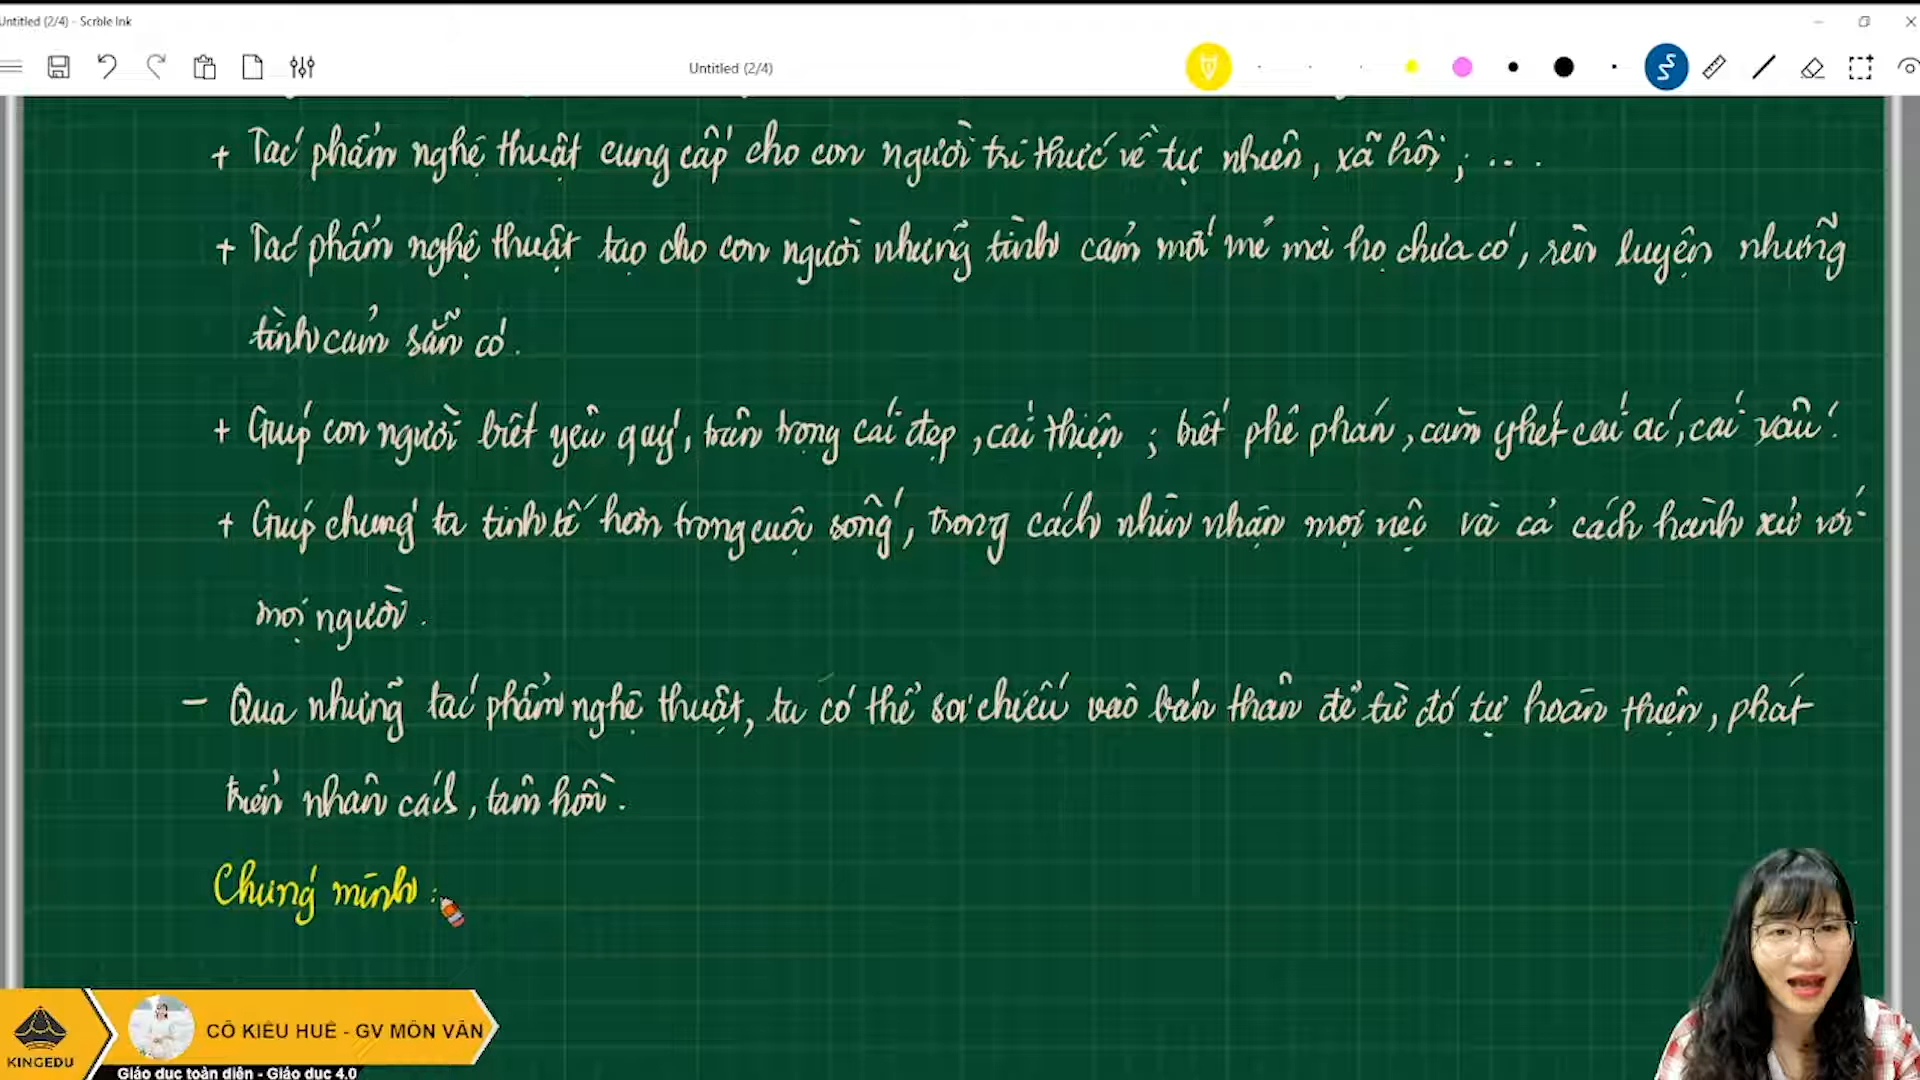 Untitled (2/4) - Scrble Ink
Untitled (2/4)
+ Tác phẩm nghệ thuật cung cấp cho con người tri thức về tự nhiên, xã hội; ...
+ Tác phẩm nghệ thuật tạo cho con người những tình cảm mới mẻ mà họ chưa có, rèn luyện những
tình cảm sẵn có.
+ Giúp con người biết yêu quý, trân trọng cái đẹp, cái thiện; biết phê phán, căm ghét cái ác, cái xấu.
+ Giúp chúng ta tinh tế hơn trong cuộc sống, trong cách nhìn nhận mọi việc và cả cách hành xử với
mọi người.
- Qua những tác phẩm nghệ thuật, ta có thể soi chiếu vào bản thân để từ đó tự hoàn thiện, phát
triển nhân cách, tâm hồn.
Chứng minh:
CÔ KIỀU HUẾ - GV MÔN VĂN
KINGEDU
Giáo dục toàn diện - Giáo dục 4.0